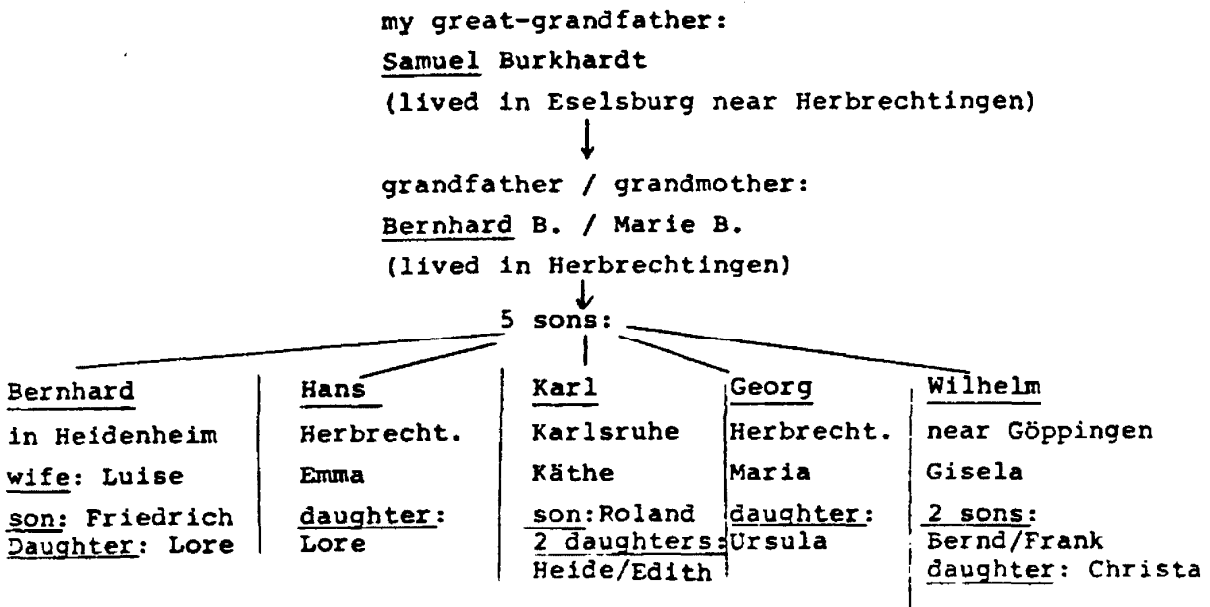 my great-grandfather:
Samuel Burkhardt
(lived in Eselsburg near Herbrechtingen)
grandfather / grandmother:
Bernhard B. / Marie B.
(lived in Herbrechtingen)
5 sons:
Bernhard
in Heidenheim
wife: Luise
son: Friedrich
Daughter: Lore
Hans
Herbrecht.
Emma
daughter:
Lore
Karl
Karlsruhe
Käthe
son:Roland
2 daughters:
Heide/Edith
Georg
Herbrecht.
Maria
daughter:
Ursula
Wilhelm
near Göppingen
Gisela
2 sons:
Bernd/Frank
daughter: Christa